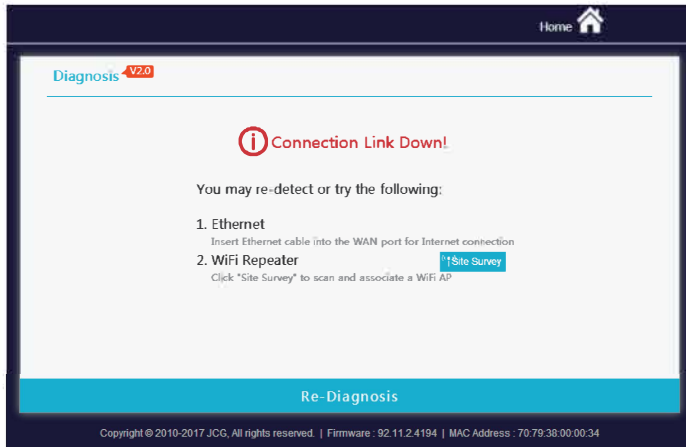 Home
Diagnosis V2.0
Connection Link Down!
You may re-detect or try the following:
1. Ethernet
Insert Ethernet cable into the WAN port for Internet connection
2. WiFi Repeater
Site Survey
Click "Site Survey" to scan and associate a WiFi AP
Re-Diagnosis
Copyright © 2010-2017 JCG, All rights reserved. | Firmware : 92.11.2.4194 | MAC Address : 70:79:38:00:00:34